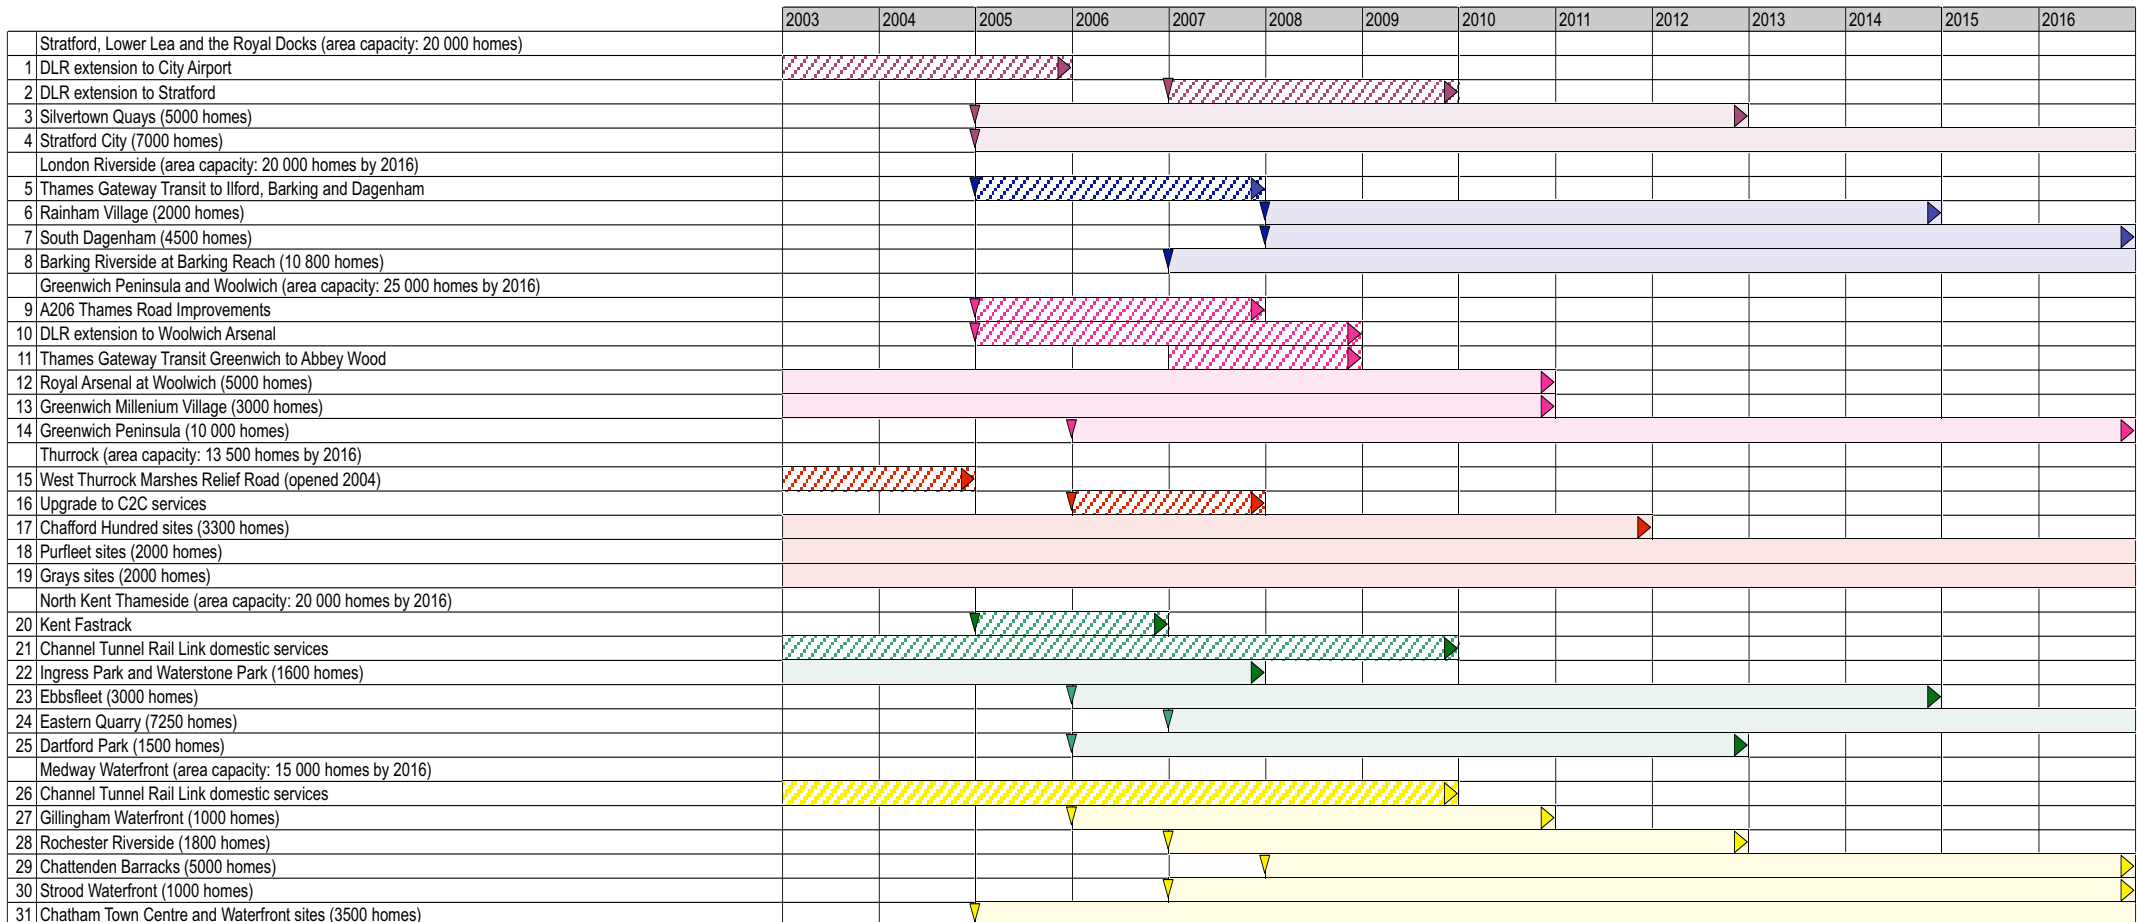 2003 2004 2005 2006 2007 2008 2009 2010 2011 2012 2013 2014 2015 2016
Stratford, Lower Lea and the Royal Docks (area capacity: 20 000 homes)
1 DLR extension to City Airport
2 DLR extension to Stratford
3 Silvertown Quays (5000 homes)
4 Stratford City (7000 homes)
London Riverside (area capacity: 20 000 homes by 2016)
5 Thames Gateway Transit to Ilford, Barking and Dagenham
6 Rainham Village (2000 homes)
7 South Dagenham (4500 homes)
8 Barking Riverside at Barking Reach (10 800 homes)
Greenwich Peninsula and Woolwich (area capacity: 25 000 homes by 2016)
9 A206 Thames Road Improvements
10 DLR extension to Woolwich Arsenal
11 Thames Gateway Transit Greenwich to Abbey Wood
12 Royal Arsenal at Woolwich (5000 homes)
13 Greenwich Millenium Village (3000 homes)
14 Greenwich Peninsula (10 000 homes)
Thurrock (area capacity: 13 500 homes by 2016)
15 West Thurrock Marshes Relief Road (opened 2004)
16 Upgrade to C2C services
17 Chafford Hundred sites (3300 homes)
18 Purfleet sites (2000 homes)
19 Grays sites (2000 homes)
North Kent Thameside (area capacity: 20 000 homes by 2016)
20 Kent Fastrack
21 Channel Tunnel Rail Link domestic services
22 Ingress Park and Waterstone Park (1600 homes)
23 Ebbsfleet (3000 homes)
24 Eastern Quarry (7250 homes)
25 Dartford Park (1500 homes)
Medway Waterfront (area capacity: 15 000 homes by 2016)
26 Channel Tunnel Rail Link domestic services
27 Gillingham Waterfront (1000 homes)
28 Rochester Riverside (1800 homes)
29 Chattenden Barracks (5000 homes)
30 Strood Waterfront (1000 homes)
31 Chatham Town Centre and Waterfront sites (3500 homes)